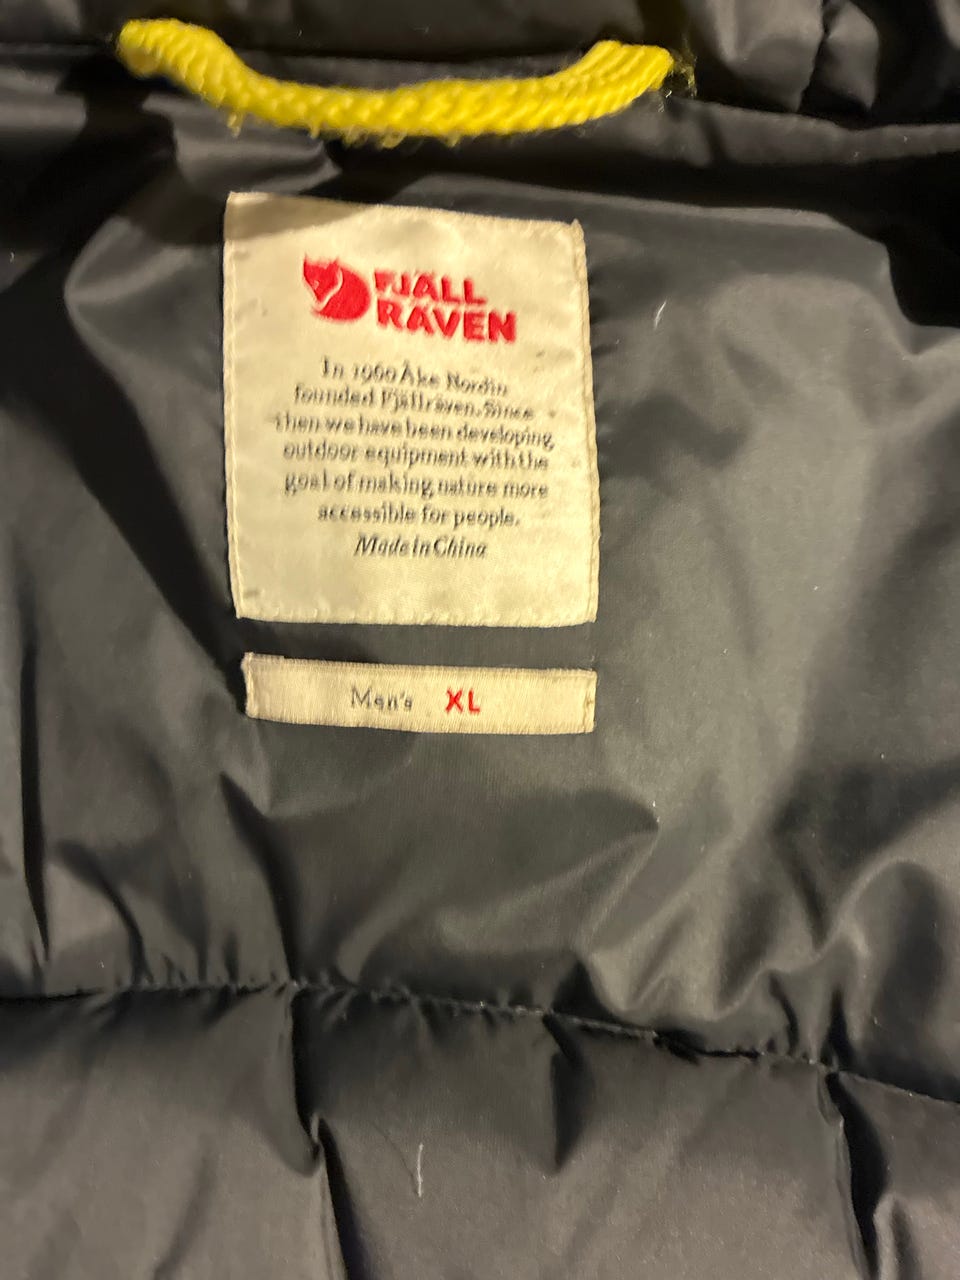 FJÄLL
RÄVEN
In 1960 Åke Nordin
founded Fjällräven. Since
then we have been developing
outdoor equipment with the
goal of making nature more
accessible for people.
Made in China
Men's XL